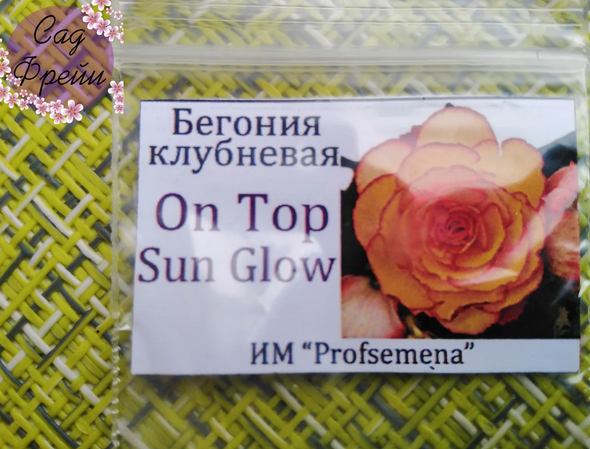 Сад
Фрейи
Бегония
клубневая
On Top
Sun Glow
ИМ “Profsemena”